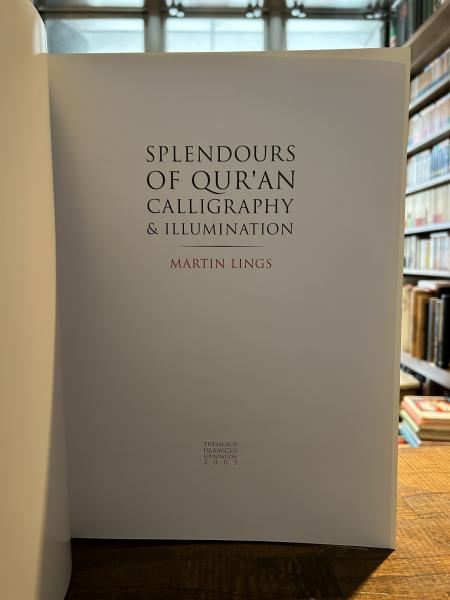 SPLENDOURS
OF QUR'AN
CALLIGRAPHY
& ILLUMINATION
MARTIN LINGS
THESAURUS
ISLAMICUS
FOUNDATION
2005